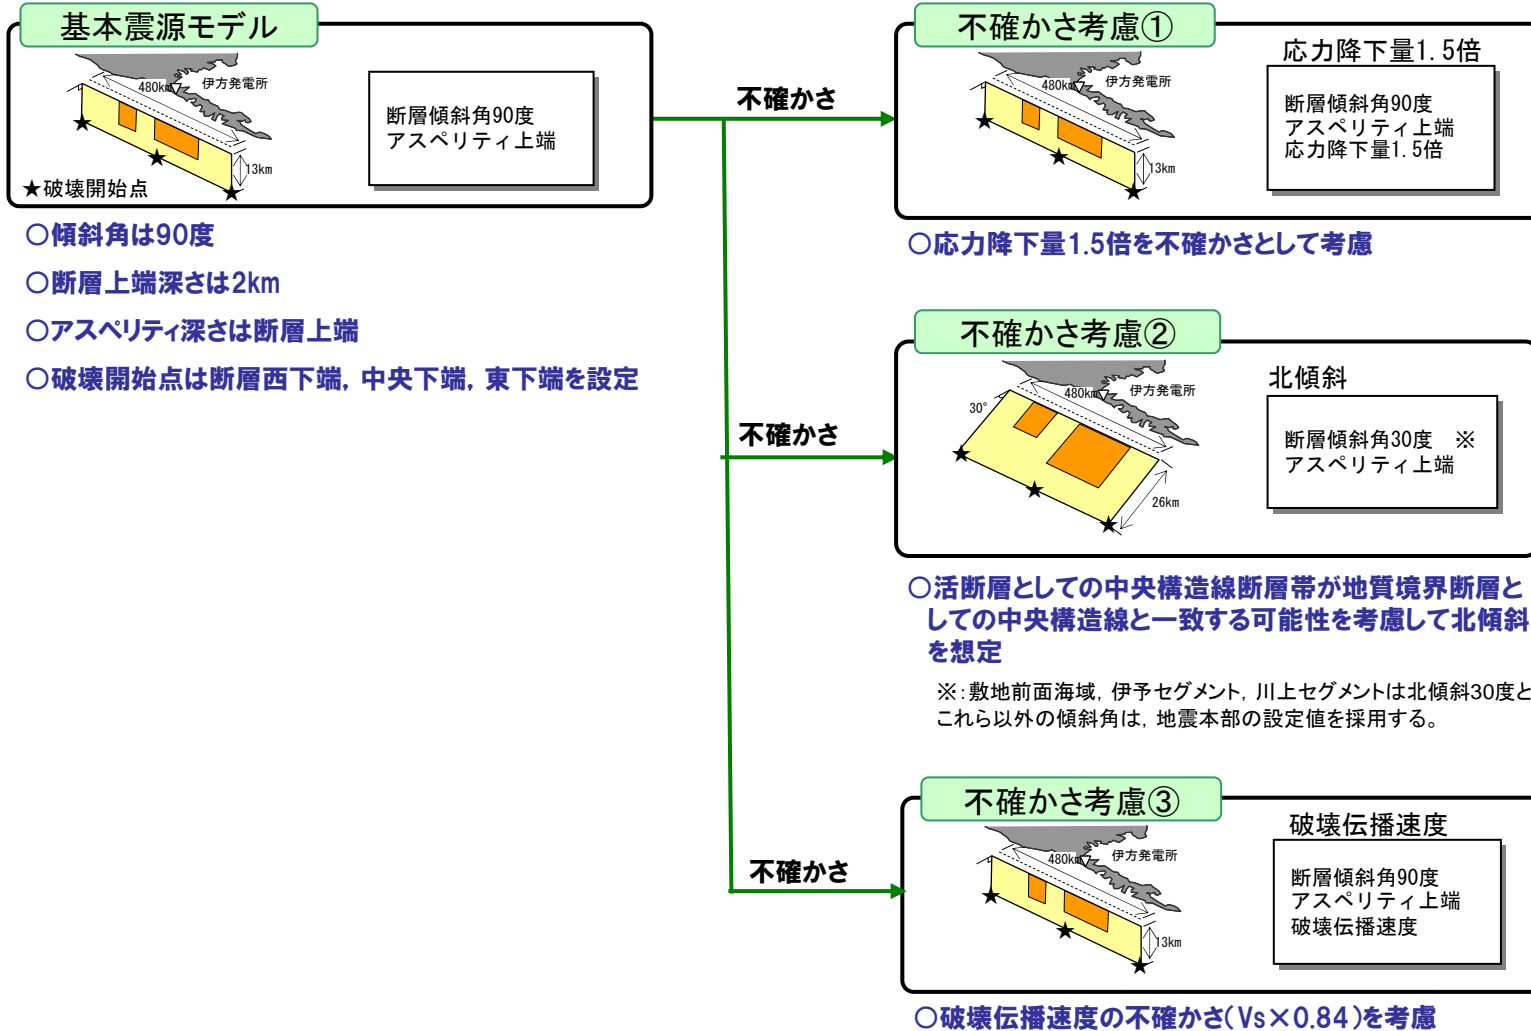 基本震源モデル
480km
伊方発電所
13km
★破壊開始点
断層傾斜角90度
アスペリティ上端
○傾斜角は90度
○断層上端深さは2km
○アスペリティ深さは断層上端
○破壊開始点は断層西下端，中央下端，東下端を設定
不確かさ
不確かさ考慮①
480km
伊方発電所
13km
応力降下量1.5倍
断層傾斜角90度
アスペリティ上端
応力降下量1.5倍
○応力降下量1.5倍を不確かさとして考慮
不確かさ
不確かさ考慮②
480km
伊方発電所
30°
26km
北傾斜
断層傾斜角30度　※
アスペリティ上端
○活断層としての中央構造線断層帯が地質境界断層と
しての中央構造線と一致する可能性を考慮して北傾斜
を想定
※：敷地前面海域，伊予セグメント，川上セグメントは北傾斜30度と
これら以外の傾斜角は，地震本部の設定値を採用する。
不確かさ
不確かさ考慮③
480km
伊方発電所
13km
破壊伝播速度
断層傾斜角90度
アスペリティ上端
破壊伝播速度
○破壊伝播速度の不確かさ（Vs×0.84）を考慮